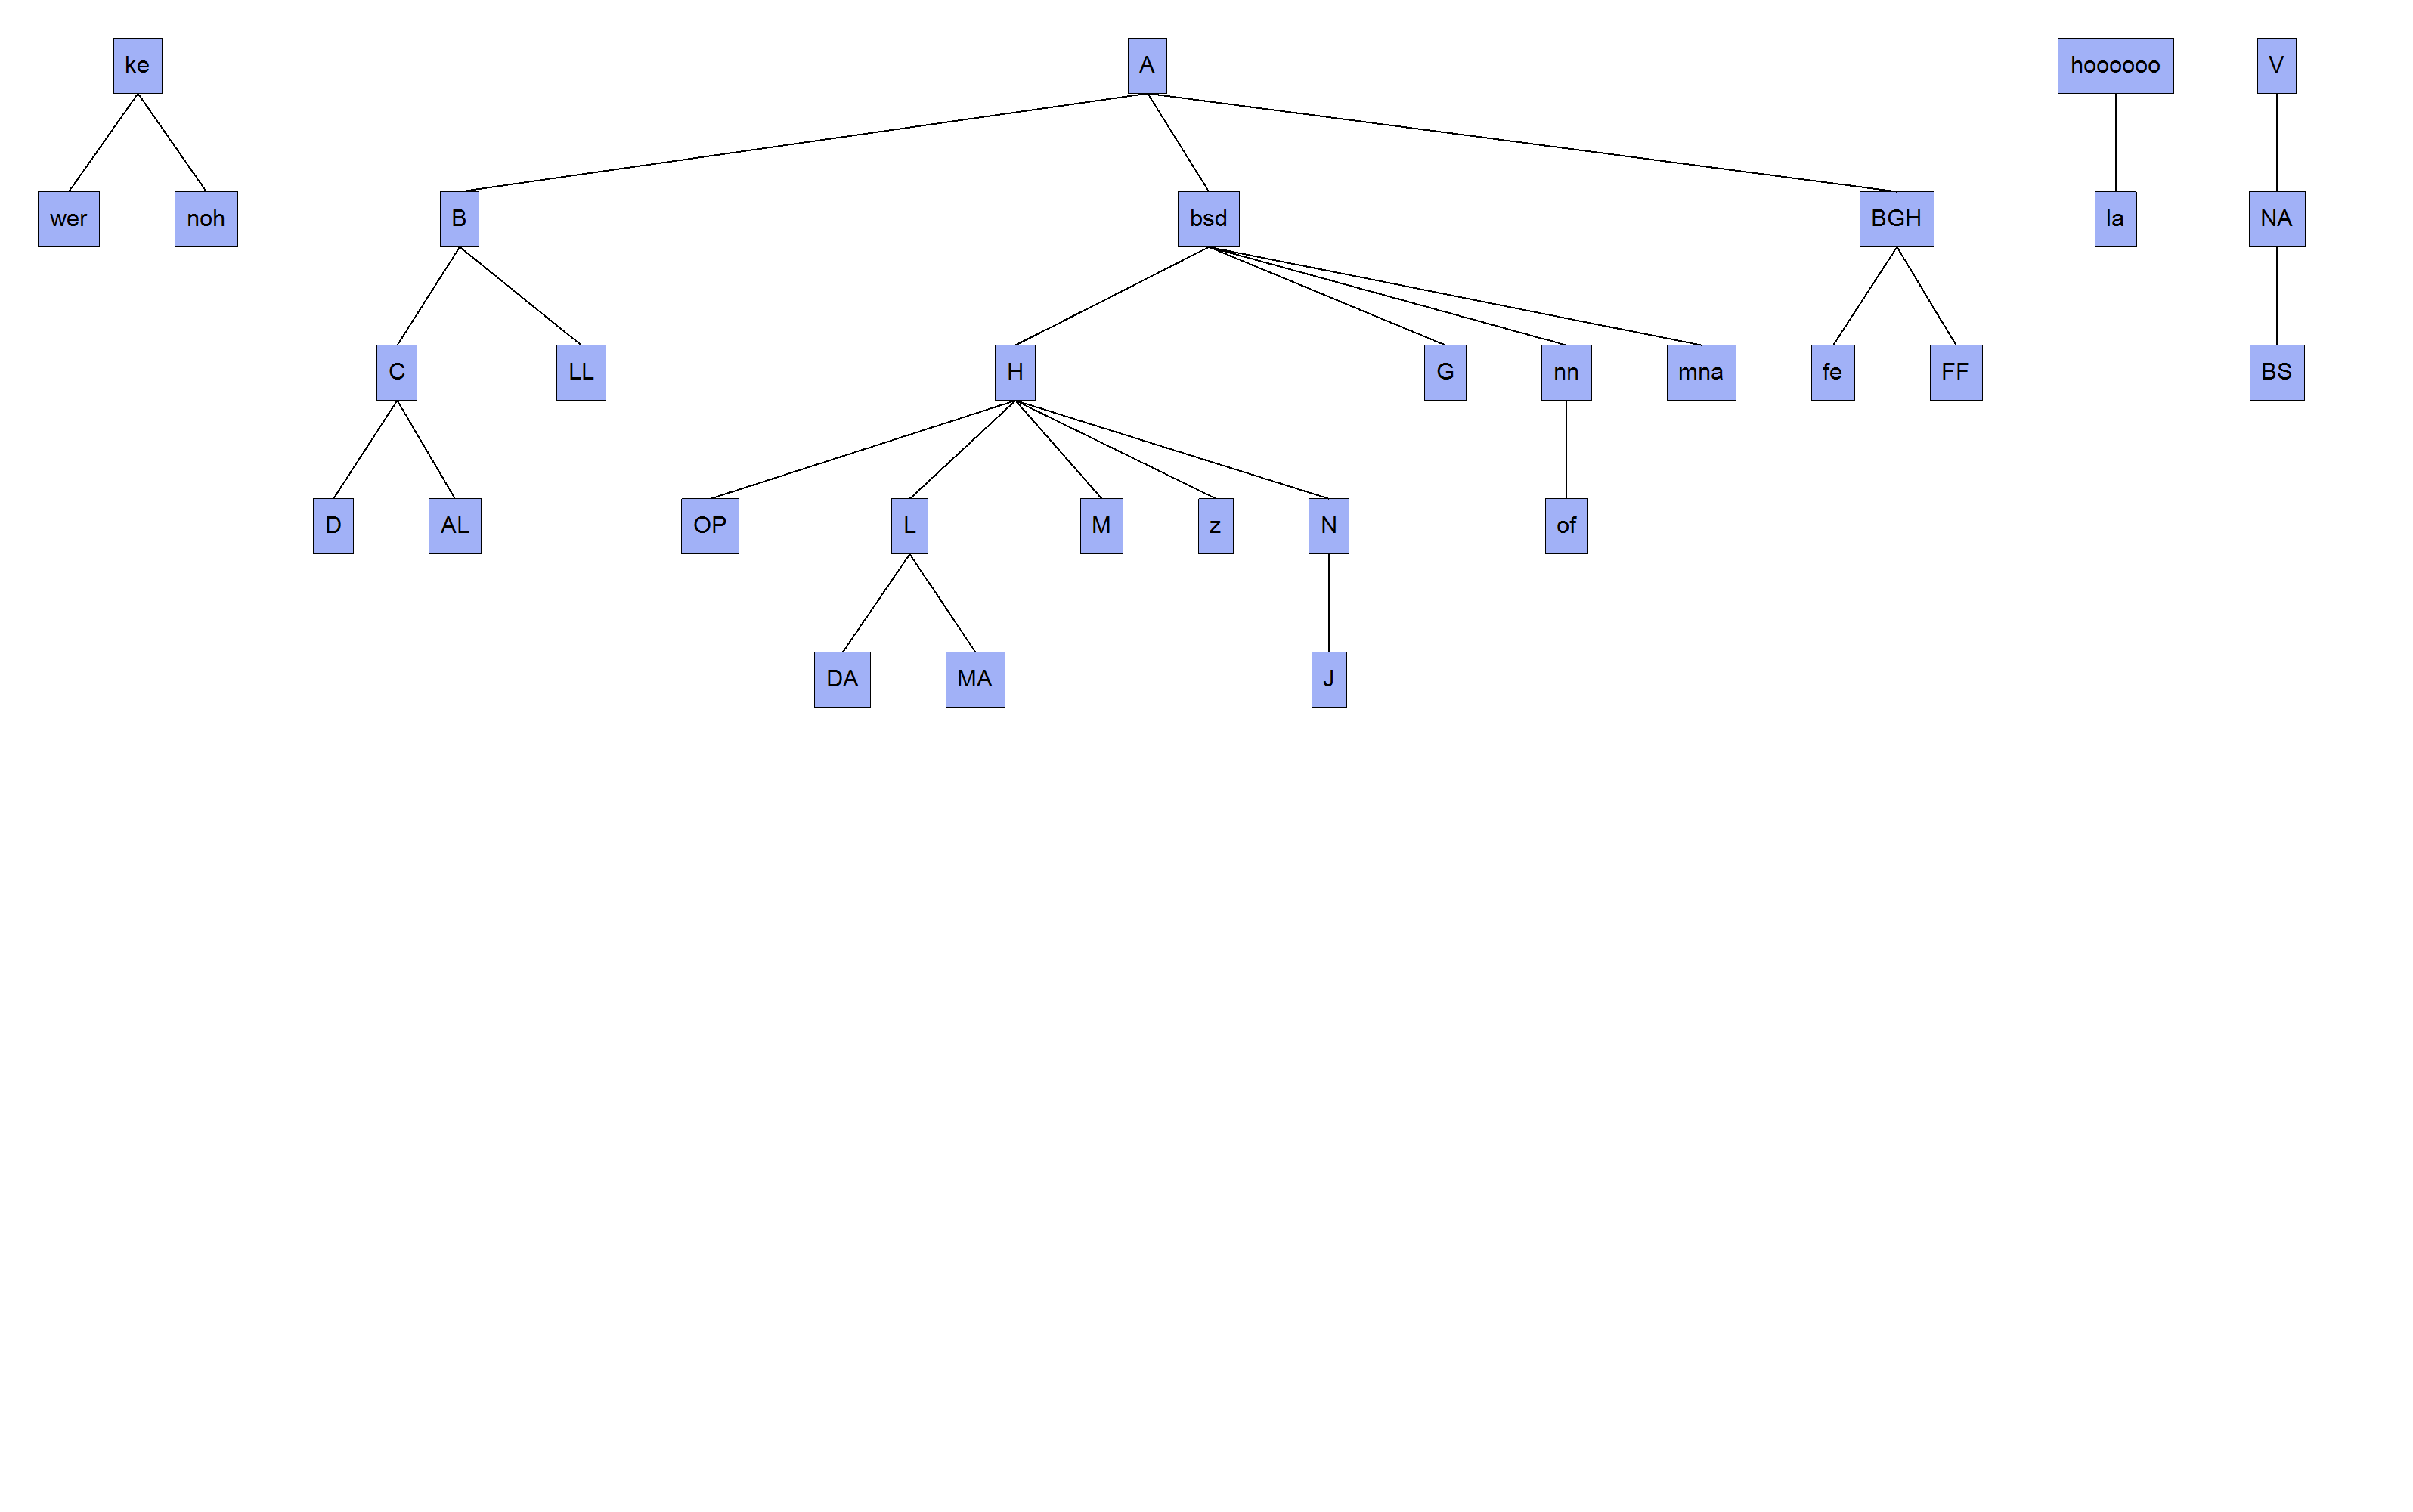 ke A hoooooo V
wer noh B bsd BGH la NA
C LL H G nn mna fe FF BS
D AL OP L M z N of
DA MA J